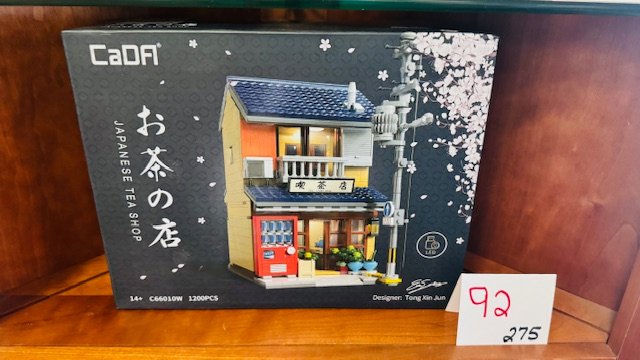 CaDA
お茶の店
JAPANESE TEA SHOP
喫茶店
LED
14+ C66010W 1200PCS
Designer: Tong Xin Jun
92
275